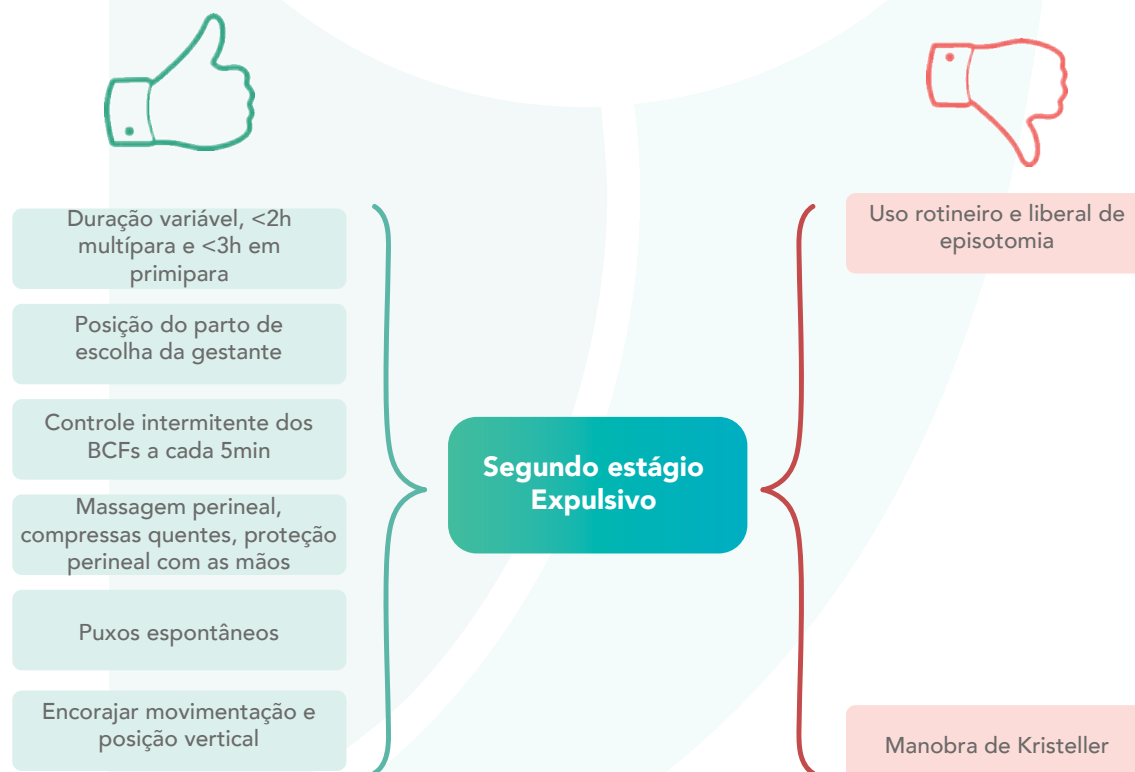 Duração variável, <2h
multípara e <3h em
primipara
Posição do parto de
escolha da gestante
Controle intermitente dos
BCFs a cada 5min
Massagem perineal,
compressas quentes, proteção
perineal com as mãos
Puxos espontâneos
Encorajar movimentação e
posição vertical
Segundo estágio
Expulsivo
Uso rotineiro e liberal de
episotomia
Manobra de Kristeller